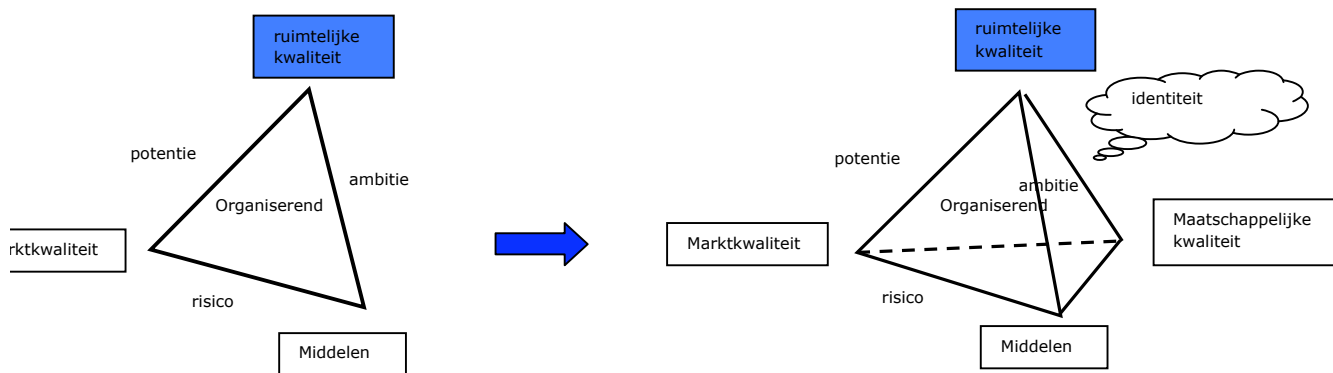 ruimtelijke
kwaliteit
potentie
ambitie
Organiserend
rktkwaliteit
risico
Middelen
ruimtelijke
kwaliteit
identiteit
potentie
ambitie
Organiserend
Marktkwaliteit
Maatschappelijke
kwaliteit
risico
Middelen